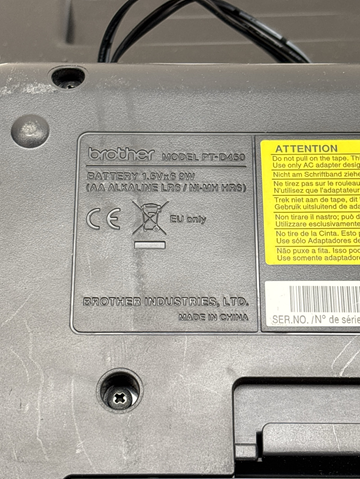 brother MODEL PT-D450
BATTERY 1.5V x 6 9W
(AA ALKALINE LR6 / NI-MH HR6)
CE EU only
BROTHER INDUSTRIES, LTD.
MADE IN CHINA
ATTENTION
Do not pull on the tape. Th
Use only AC adapter desig
Nicht am Schriftband ziehe
Ne tirez pas sur le rouleau
N'utilisez que l'adaptateur
Trek niet aan de tape, dit
Gebruik uitsluitend de ad
Non tirare il nastro; può d
Utilizzare esclusivamente
No tire de la Cinta. Esto p
Use sólo Adaptadores de
Não puxe a fita. Isso pod
Use somente adaptado
SER.NO. /N° de série